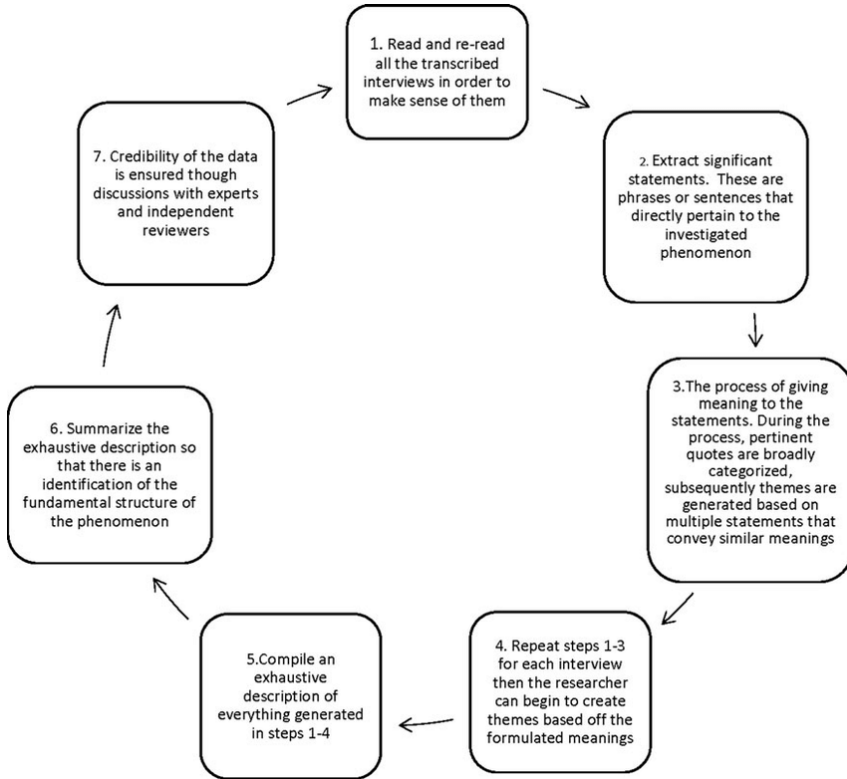 1. Read and re-read
all the transcribed
interviews in order to
make sense of them
2. Extract significant
statements. These are
phrases or sentences that
directly pertain to the
investigated
phenomenon
3.The process of giving
meaning to the
statements. During the
process, pertinent
quotes are broadly
categorized,
subsequently themes are
generated based on
multiple statements that
convey similar meanings
4. Repeat steps 1-3
for each interview
then the researcher
can begin to create
themes based off the
formulated meanings
5.Compile an
exhaustive
description of
everything generated
in steps 1-4
6. Summarize the
exhaustive description so
that there is an
identification of the
fundamental structure of
the phenomenon
7. Credibility of the data
is ensured though
discussions with experts
and independent
reviewers